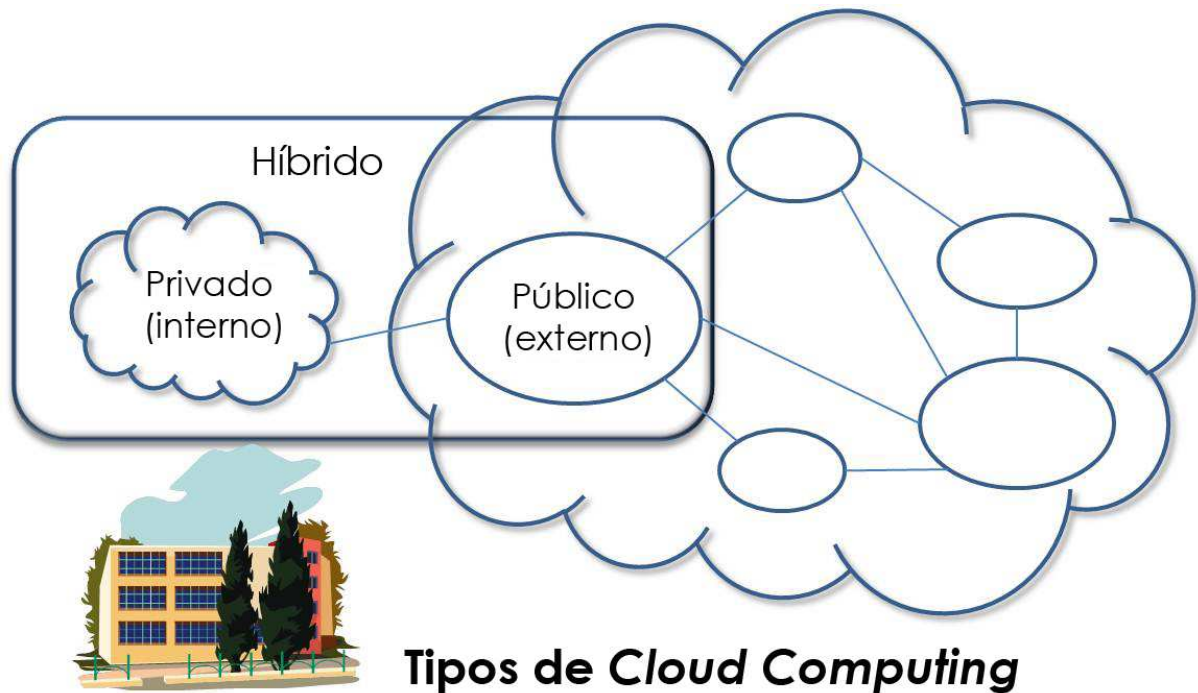 Híbrido
Privado
(interno)
Público
(externo)
Tipos de Cloud Computing